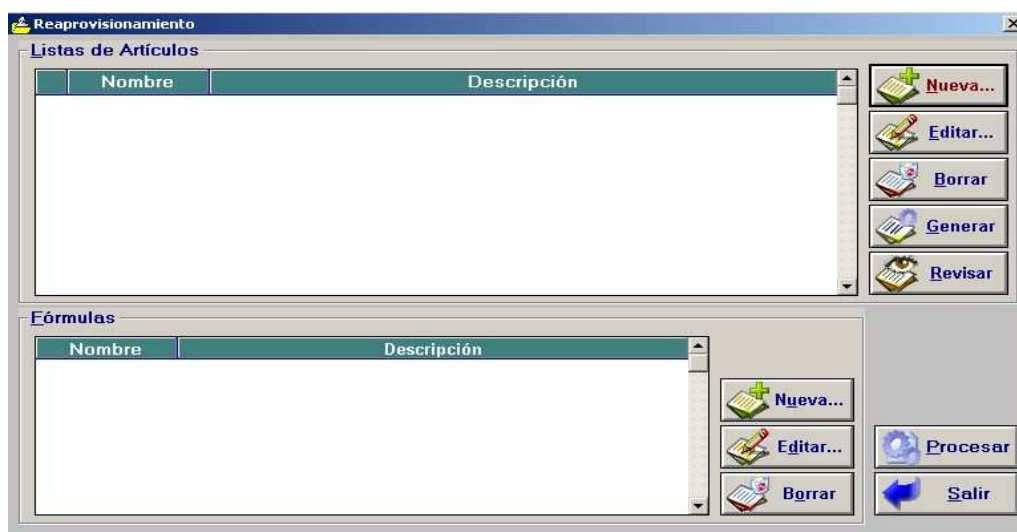 Reaprovisionamiento
Listas de Artículos
Nombre Descripción
Nueva...
Editar...
Borrar
Generar
Revisar
Fórmulas
Nombre Descripción
Nueva...
Editar...
Borrar
Procesar
Salir